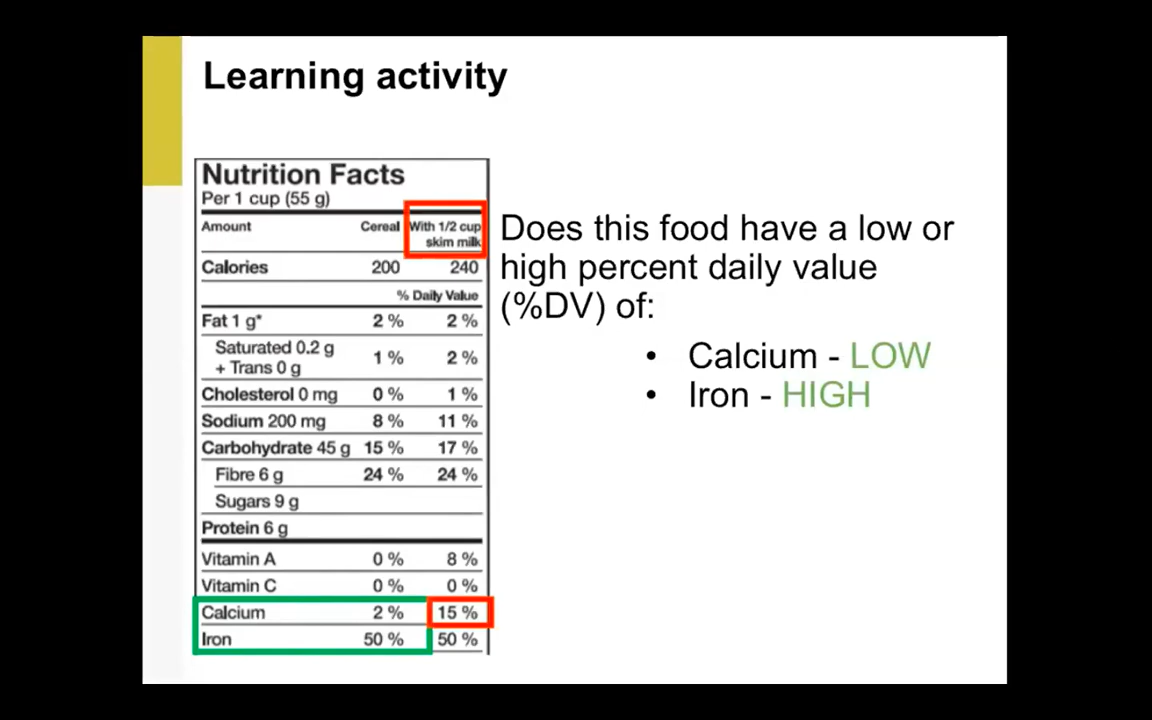 Learning activity
Nutrition Facts
Per 1 cup (55 g)
Amount Cereal With 1/2 cup
skim milk
Calories 200 240
% Daily Value
Fat 1 g* 2 % 2 %
Saturated 0.2 g
+ Trans 0 g 1 % 2 %
Cholesterol 0 mg 0 % 1 %
Sodium 200 mg 8 % 11 %
Carbohydrate 45 g 15 % 17 %
Fibre 6 g 24 % 24 %
Sugars 9 g
Protein 6 g
Vitamin A 0 % 8 %
Vitamin C 0 % 0 %
Calcium 2 % 15 %
Iron 50 % 50 %
Does this food have a low or
high percent daily value
(%DV) of:
• Calcium - LOW
• Iron - HIGH